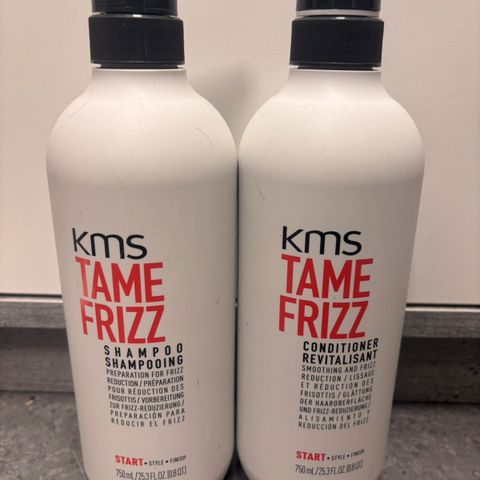 kms
TAME
FRIZZ
SHAMPOO
SHAMPOOING
PREPARATION FOR FRIZZ
REDUCTION / PRÉPARATION
POUR RÉDUCTION DES
FRISOTTIS / VORBEREITUNG
ZUR FRIZZ-REDUZIERUNG /
PREPARACIÓN PARA
REDUCIR EL FRIZZ
START • STYLE • FINISH
750 mL / 25.3 FL.OZ. (0.8 QT.)
kms
TAME
FRIZZ
CONDITIONER
REVITALISANT
SMOOTHING AND FRIZZ
REDUCTION / LISSAGE
ET RÉDUCTION DES
FRISOTTIS / GLÄTTUNG
DER HAAROBERFLÄCHE
UND FRIZZ-REDUZIERUNG /
ALISAMIENTO Y
REDUCCIÓN DEL FRIZZ
START • STYLE • FINISH
750 mL / 25.3 FL.OZ. (0.8 QT.)